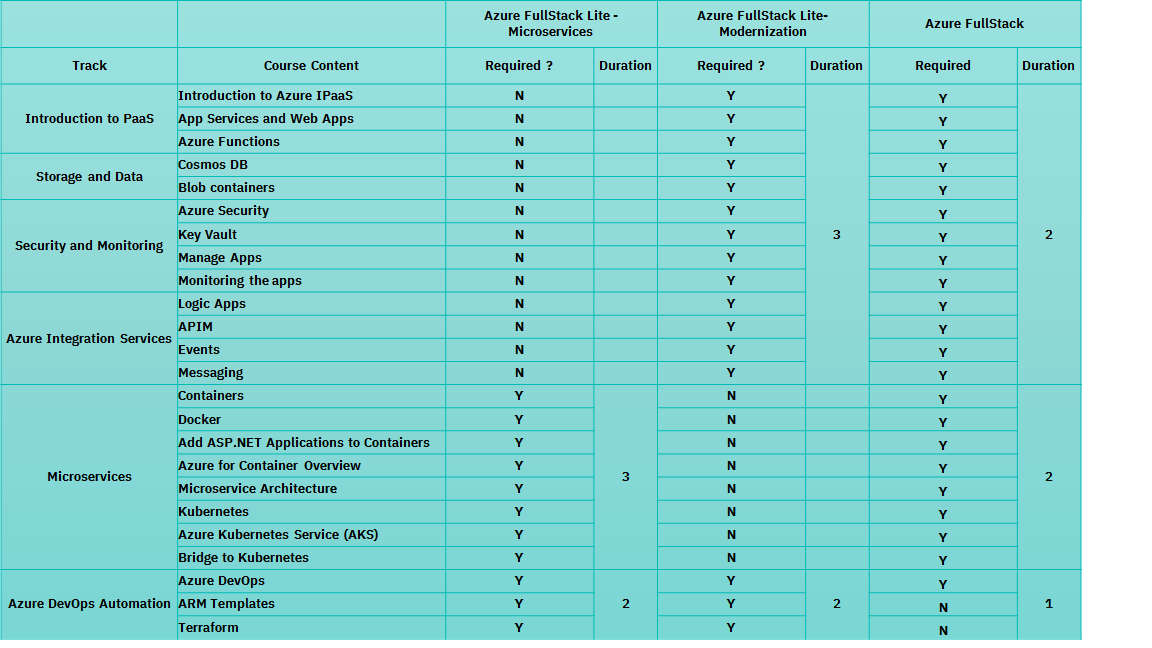 Azure FullStack Lite - Microservices Azure FullStack Lite- Modernization Azure FullStack
Track Course Content Required ? Duration Required ? Duration Required Duration
Introduction to PaaS Introduction to Azure IPaaS N Y 3 Y 2
App Services and Web Apps N Y Y
Azure Functions N Y Y
Storage and Data Cosmos DB N Y Y
Blob containers N Y Y
Security and Monitoring Azure Security N Y Y
Key Vault N Y Y
Manage Apps N Y Y
Monitoring the apps N Y Y
Azure Integration Services Logic Apps N Y Y
APIM N Y Y
Events N Y Y
Messaging N Y Y
Microservices Containers Y 3 N Y 2
Docker Y N Y
Add ASP.NET Applications to Containers Y N Y
Azure for Container Overview Y N Y
Microservice Architecture Y N Y
Kubernetes Y N Y
Azure Kubernetes Service (AKS) Y N Y
Bridge to Kubernetes Y N Y
Azure DevOps Automation Azure DevOps Y 2 Y 2 Y 1
ARM Templates Y Y N
Terraform Y Y N